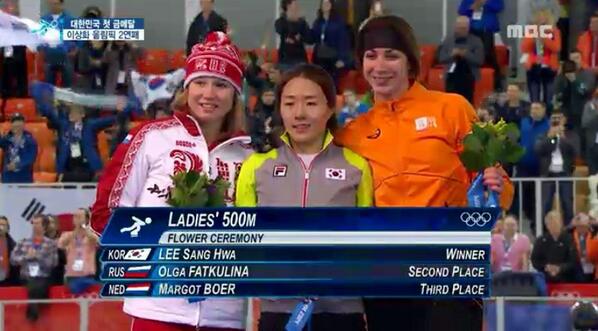 대한민국 첫 금메달
이상화 올림픽 2연패
MBC
LADIES' 500M
FLOWER CEREMONY
KOR LEE SANG HWA WINNER
RUS OLGA FATKULINA SECOND PLACE
NED MARGOT BOER THIRD PLACE
FILA